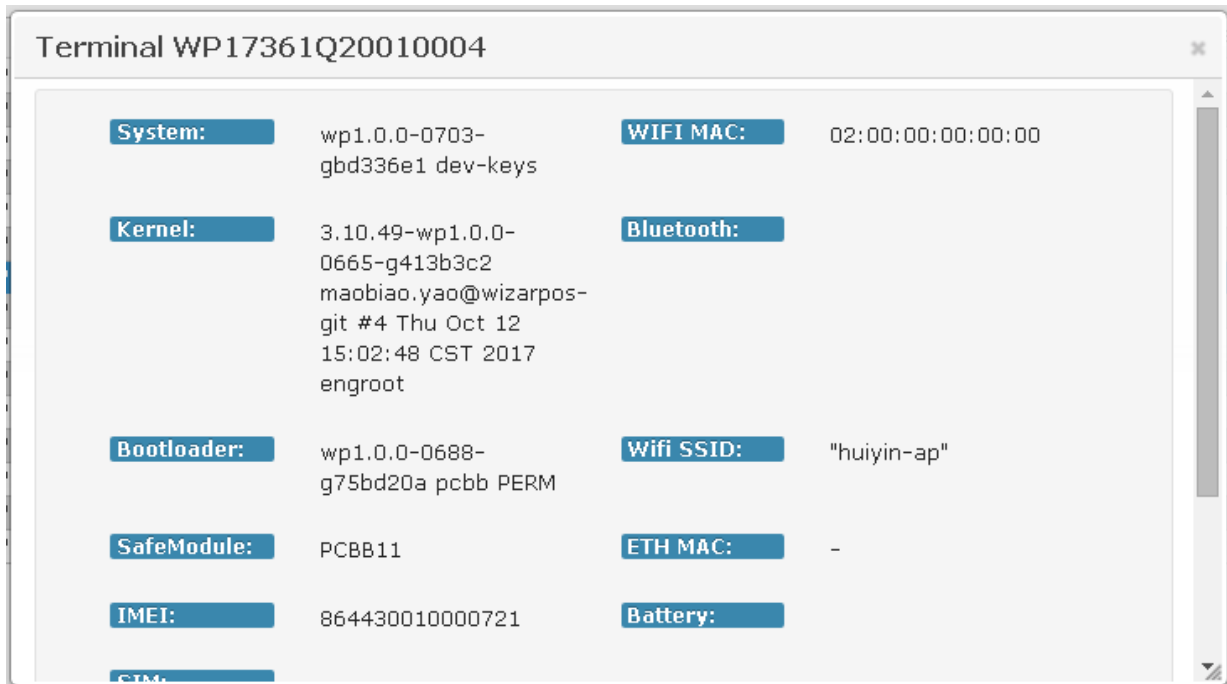 Terminal WP17361Q20010004
System:
wp1.0.0-0703-
gbd336e1 dev-keys
WIFI MAC:
02:00:00:00:00:00
Kernel:
3.10.49-wp1.0.0-
0665-g413b3c2
maobiao.yao@wizarpos-
git #4 Thu Oct 12
15:02:48 CST 2017
engroot
Bluetooth:
Bootloader:
wp1.0.0-0688-
g75bd20a pcbb PERM
Wifi SSID:
"huiyin-ap"
SafeModule:
PCBB11
ETH MAC:
-
IMEI:
864430010000721
Battery:
SIM: